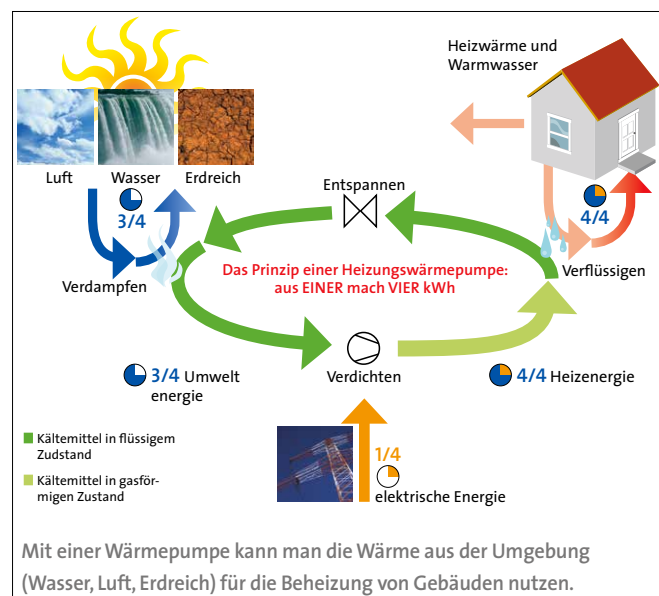 Heizwärme und
Warmwasser
Luft
Wasser
Erdreich
3/4
Entspannen
4/4
Verdampfen
Das Prinzip einer Heizungswärmepumpe:
aus EINER mach VIER kWh
Verflüssigen
3/4 Umwelt
energie
Verdichten
4/4 Heizenergie
Kältemittel in flüssigem
Zudstand
Kältemittel in gasför-
migen Zustand
1/4
elektrische Energie
Mit einer Wärmepumpe kann man die Wärme aus der Umgebung
(Wasser, Luft, Erdreich) für die Beheizung von Gebäuden nutzen.